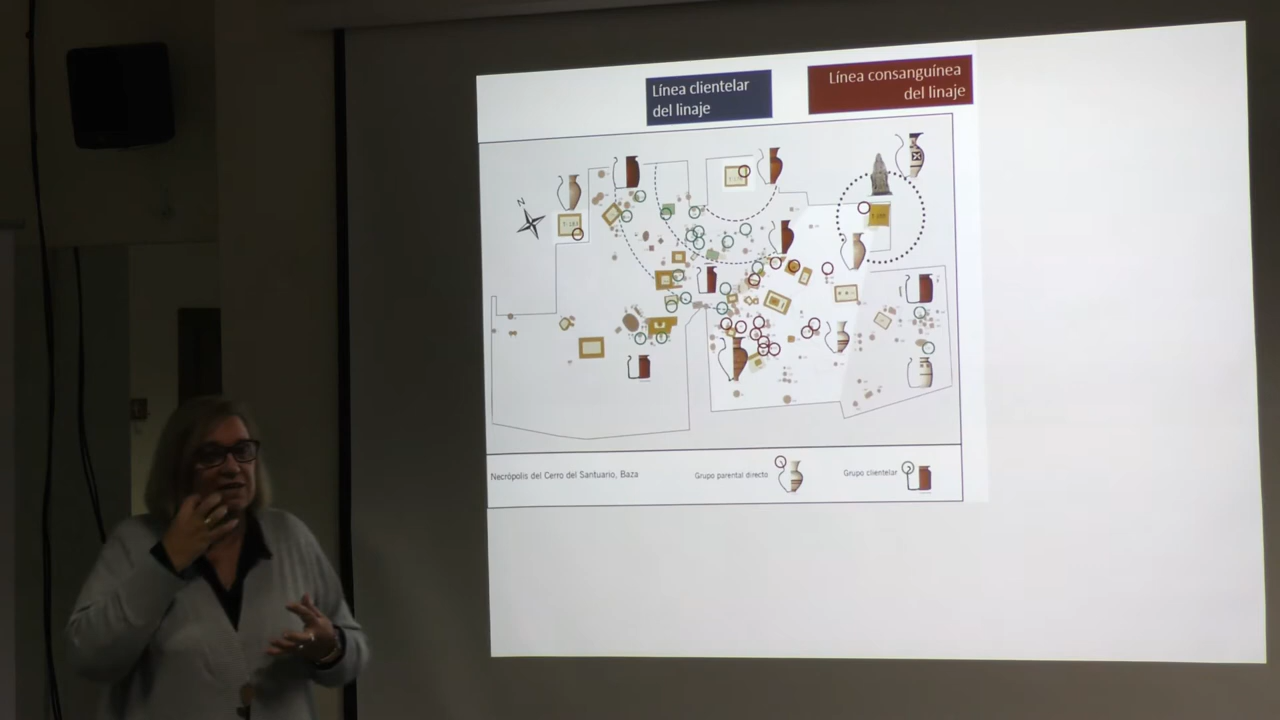 Línea clientelar
del linaje
Línea consanguínea
del linaje
N
Necrópolis del Cerro del Santuario, Baza
Grupo parental directo
Grupo clientelar